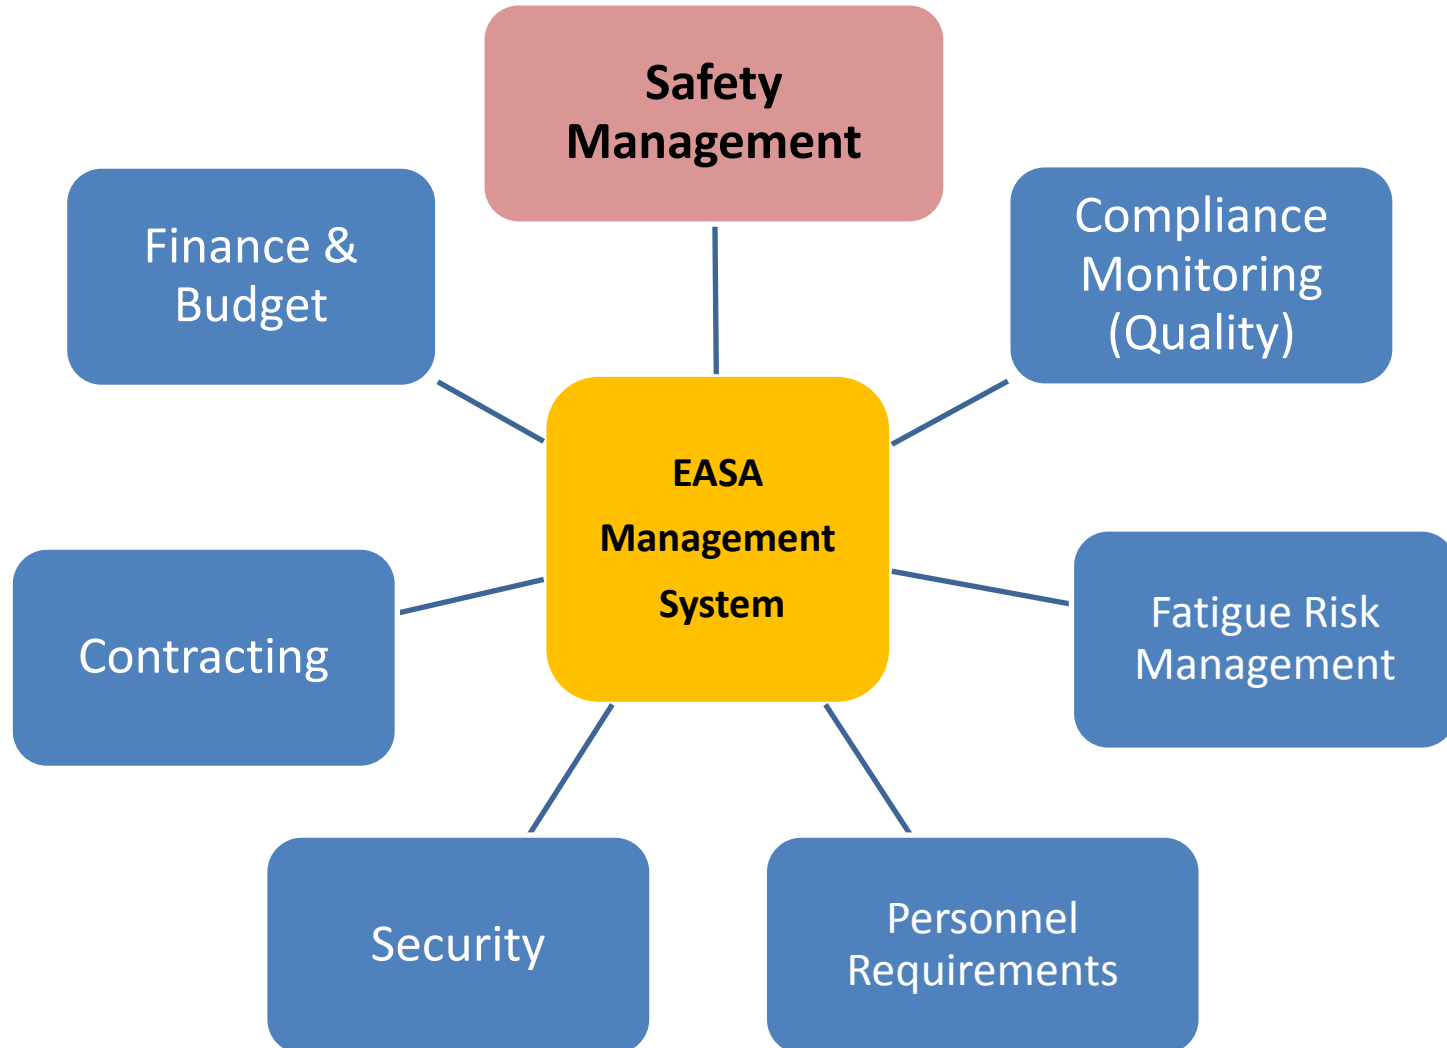 Safety
Management
Finance &
Budget
Compliance
Monitoring
(Quality)
EASA
Management
System
Contracting
Fatigue Risk
Management
Security
Personnel
Requirements